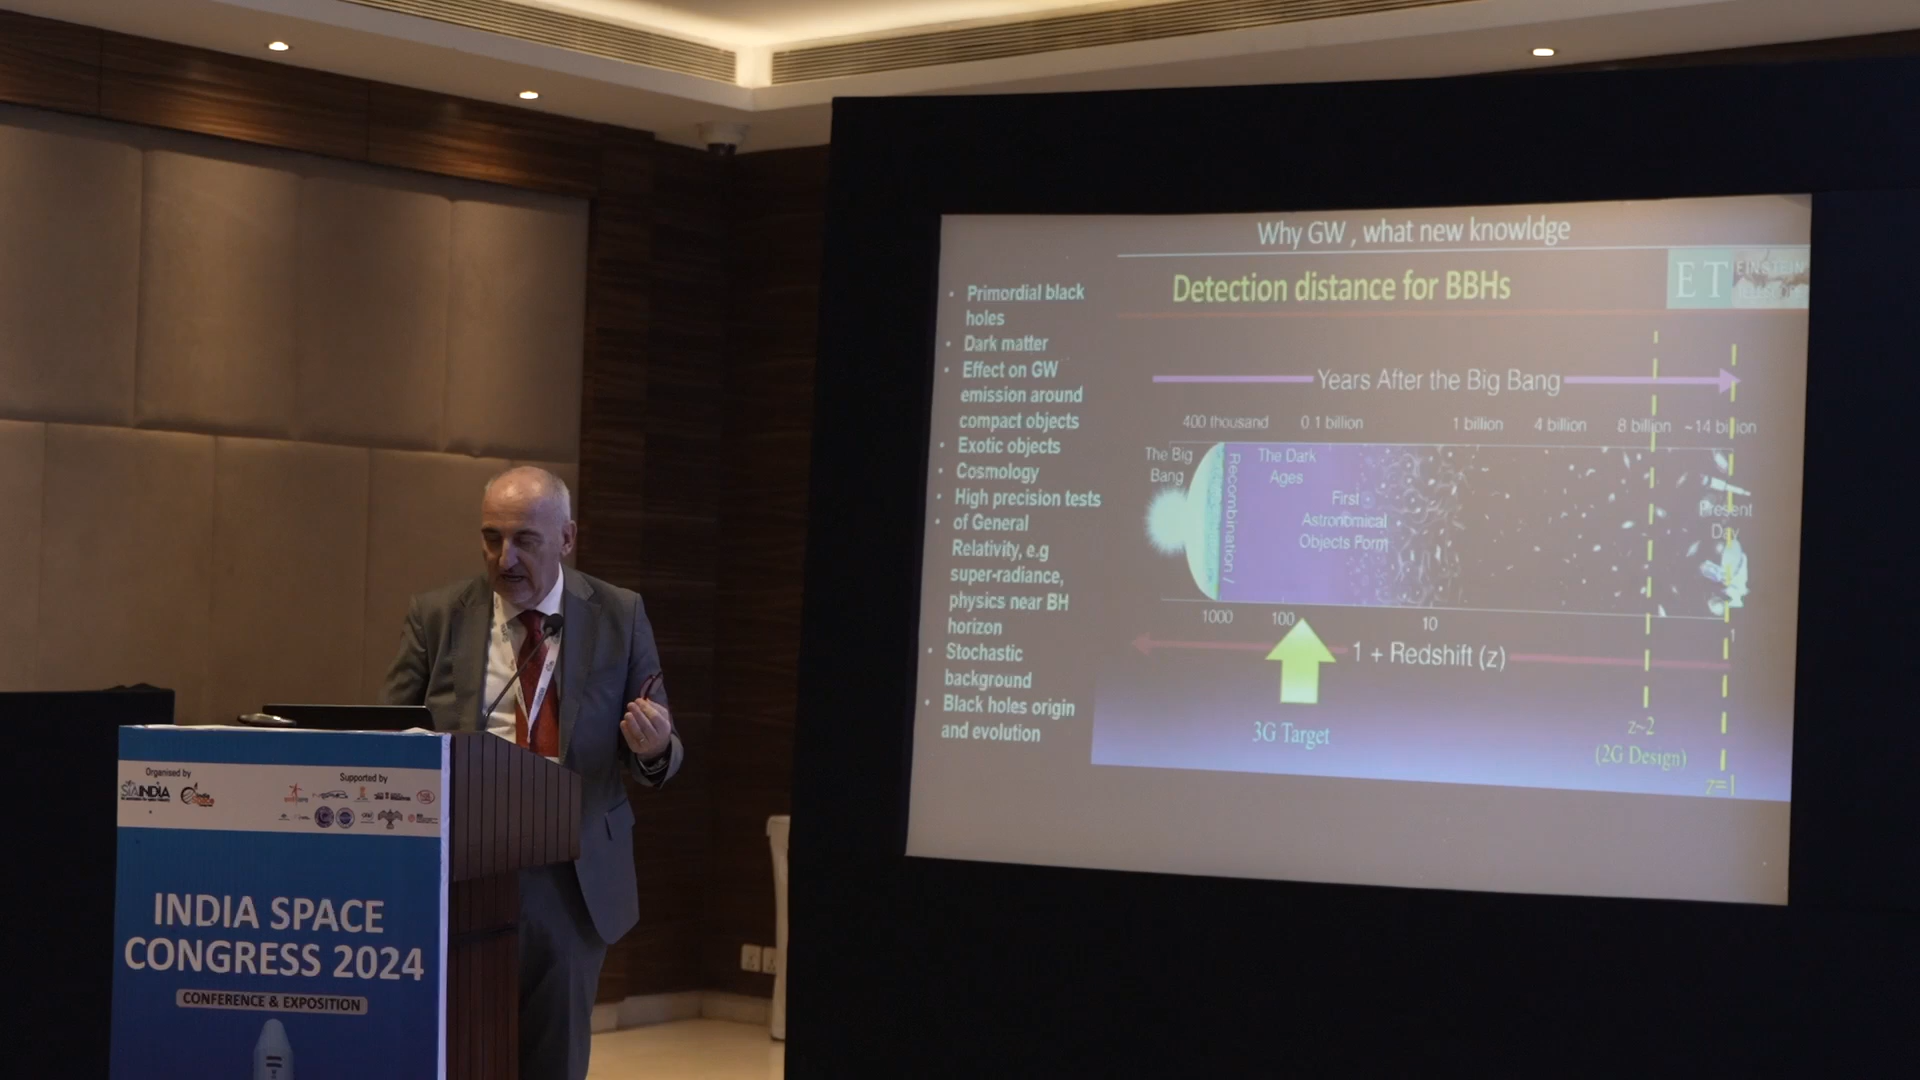 Why GW , what new knowldge
Detection distance for BBHs
ET EINSTEIN
• Primordial black
holes
• Dark matter
• Effect on GW
emission around
compact objects
• Exotic objects
• Cosmology
• High precision tests
• of General
Relativity, e.g
super-radiance,
physics near BH
horizon
• Stochastic
background
• Black holes origin
and evolution
Years After the Big Bang
400 thousand 0.1 billion 1 billion 4 billion 8 billion ~14 billion
The Big
Bang
Recombination /
The Dark
Ages
First
Astronomical
Objects Form
Present
Day
1000 100 10 1
1 + Redshift (z)
3G Target
z~2
(2G Design)
z=1
Organised by
SIA INDIA
Supported by
INDIA SPACE
CONGRESS 2024
CONFERENCE & EXPOSITION